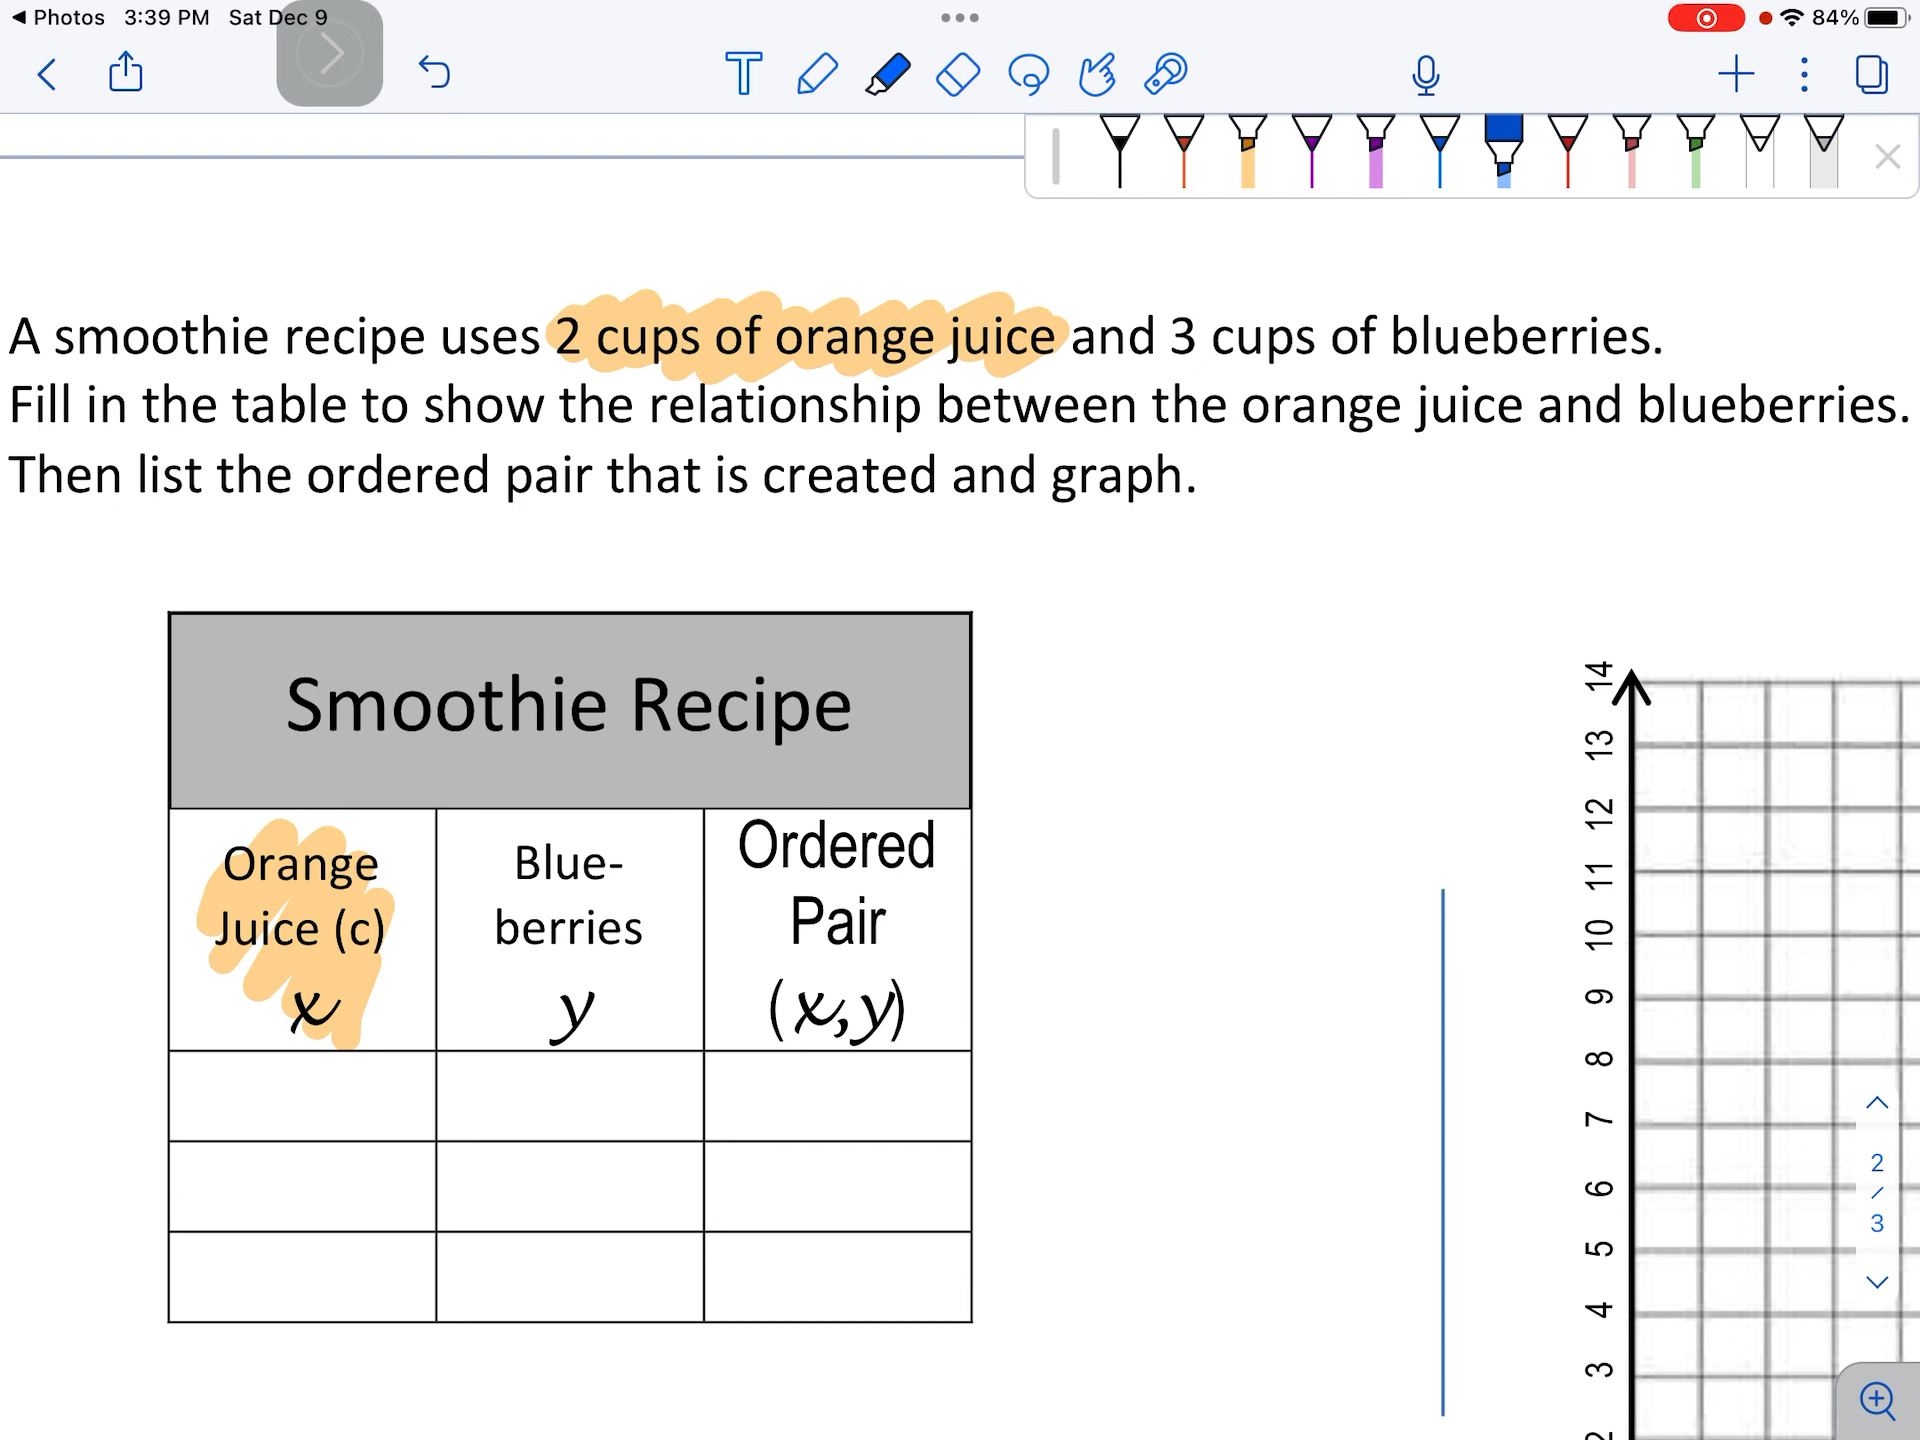 Photos 3:39 PM Sat Dec 9
84%
T
A smoothie recipe uses 2 cups of orange juice and 3 cups of blueberries.
Fill in the table to show the relationship between the orange juice and blueberries.
Then list the ordered pair that is created and graph.
Smoothie Recipe
Orange
Juice (c)
x
Blue-
berries
y
Ordered
Pair
(x,y)
14
13
12
11
10
9
8
7
6
5
4
3
2
/
3